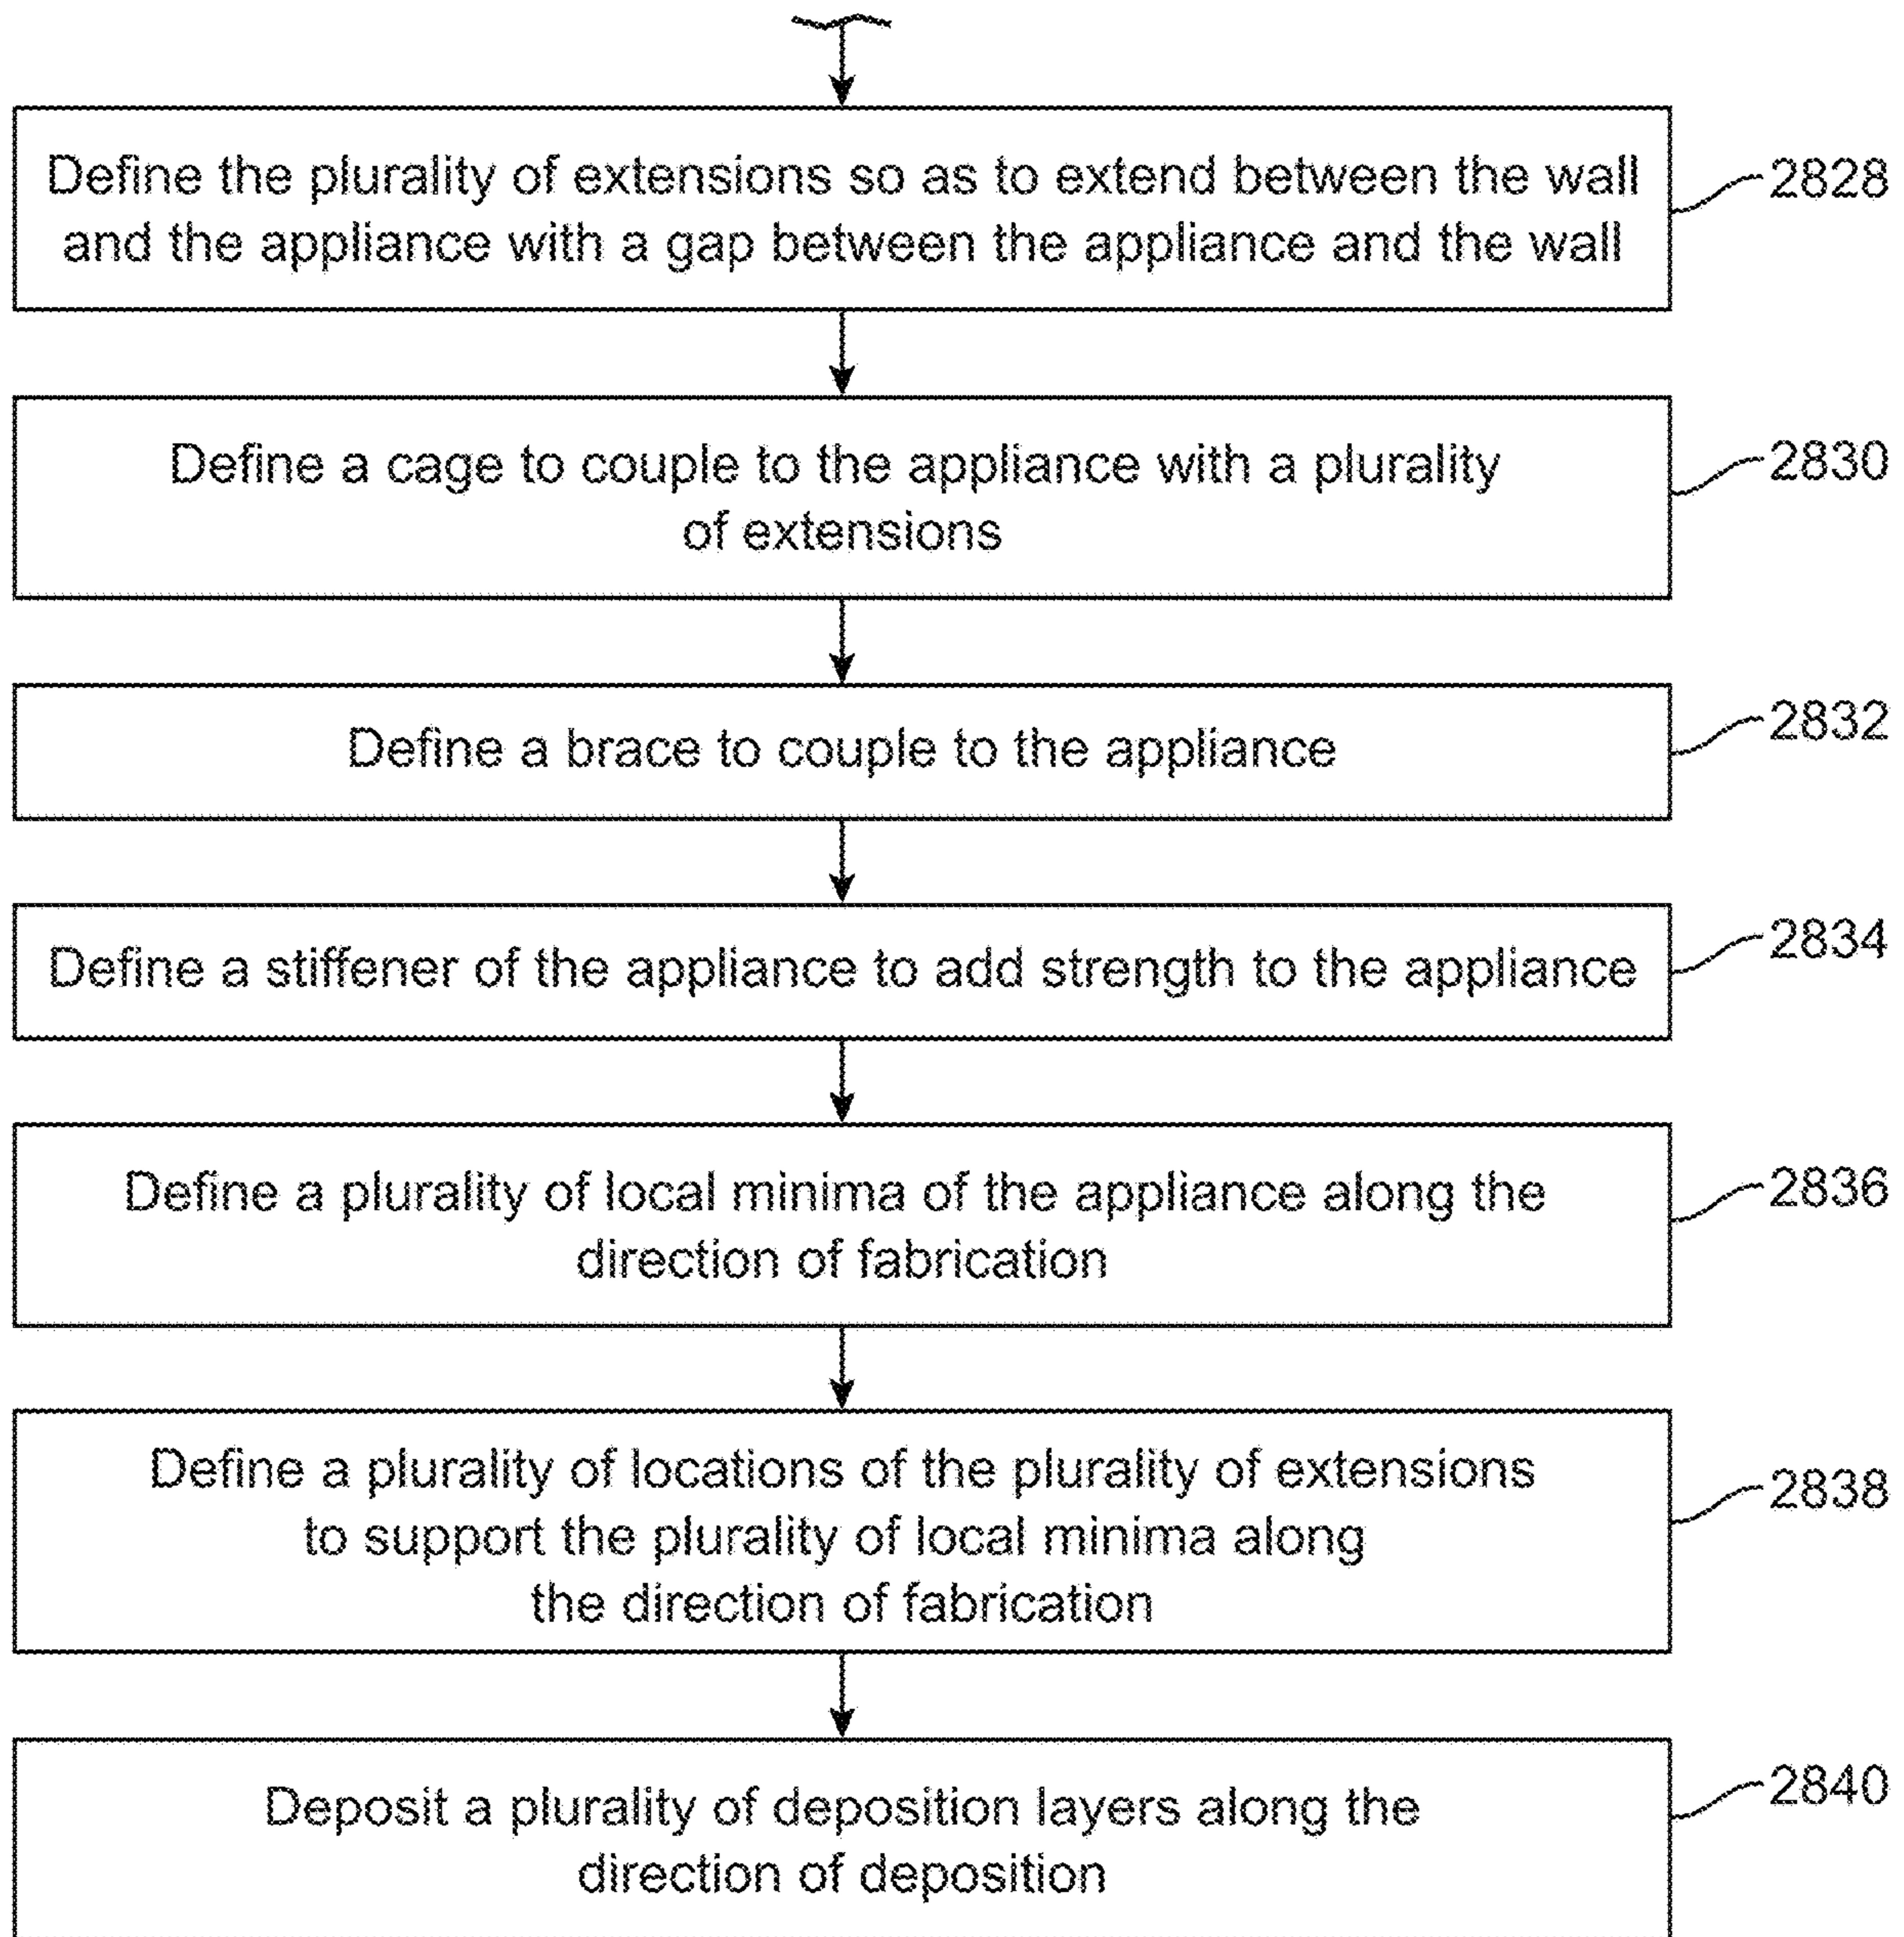 Define the plurality of extensions so as to extend between the wall
and the appliance with a gap between the appliance and the wall
2828
Define a cage to couple to the appliance with a plurality
of extensions
2830
Define a brace to couple to the appliance
2832
Define a stiffener of the appliance to add strength to the appliance
2834
Define a plurality of local minima of the appliance along the
direction of fabrication
2836
Define a plurality of locations of the plurality of extensions
to support the plurality of local minima along
the direction of fabrication
2838
Deposit a plurality of deposition layers along the
direction of deposition
2840